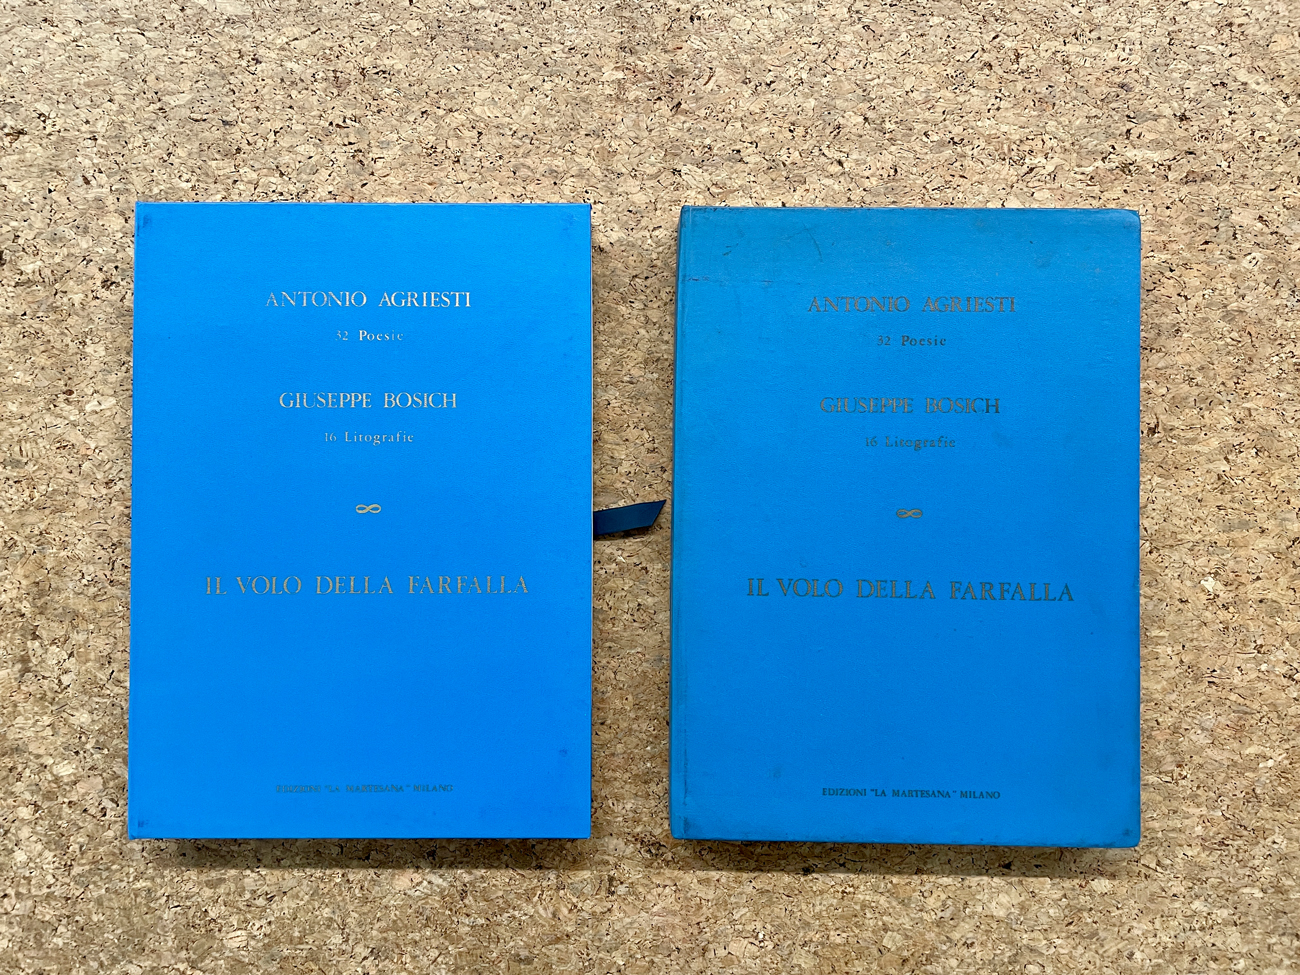 ANTONIO AGRIESTI
32 Poesie
GIUSEPPE BOSICH
16 Litografie
IL VOLO DELLA FARFALLA
EDIZIONI "LA MARTESANA" MILANO
ANTONIO AGRIESTI
32 Poesie
GIUSEPPE BOSICH
16 Litografie
IL VOLO DELLA FARFALLA
EDIZIONI "LA MARTESANA" MILANO